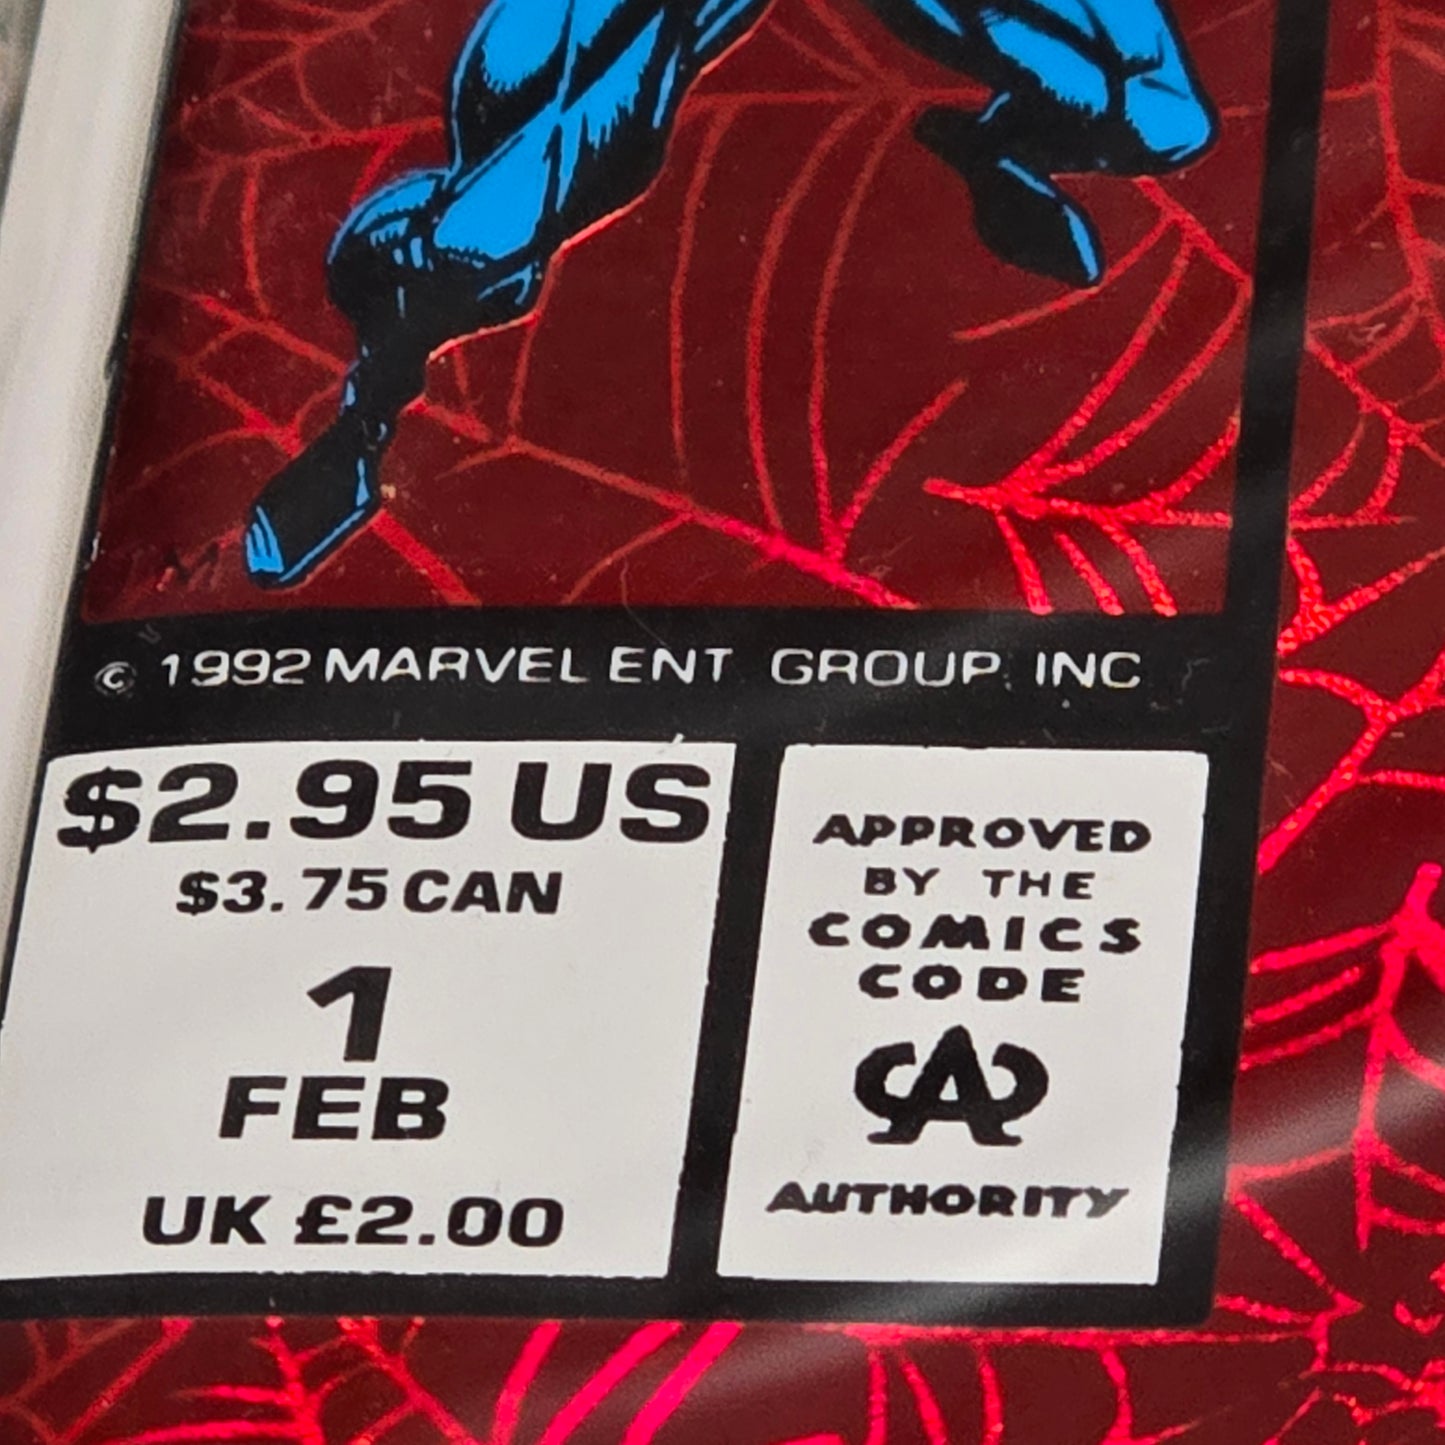 © 1992 MARVEL ENT GROUP, INC
$2.95 US
$3.75 CAN
1
FEB
UK £2.00
APPROVED
BY THE
COMICS
CODE
CA
AUTHORITY